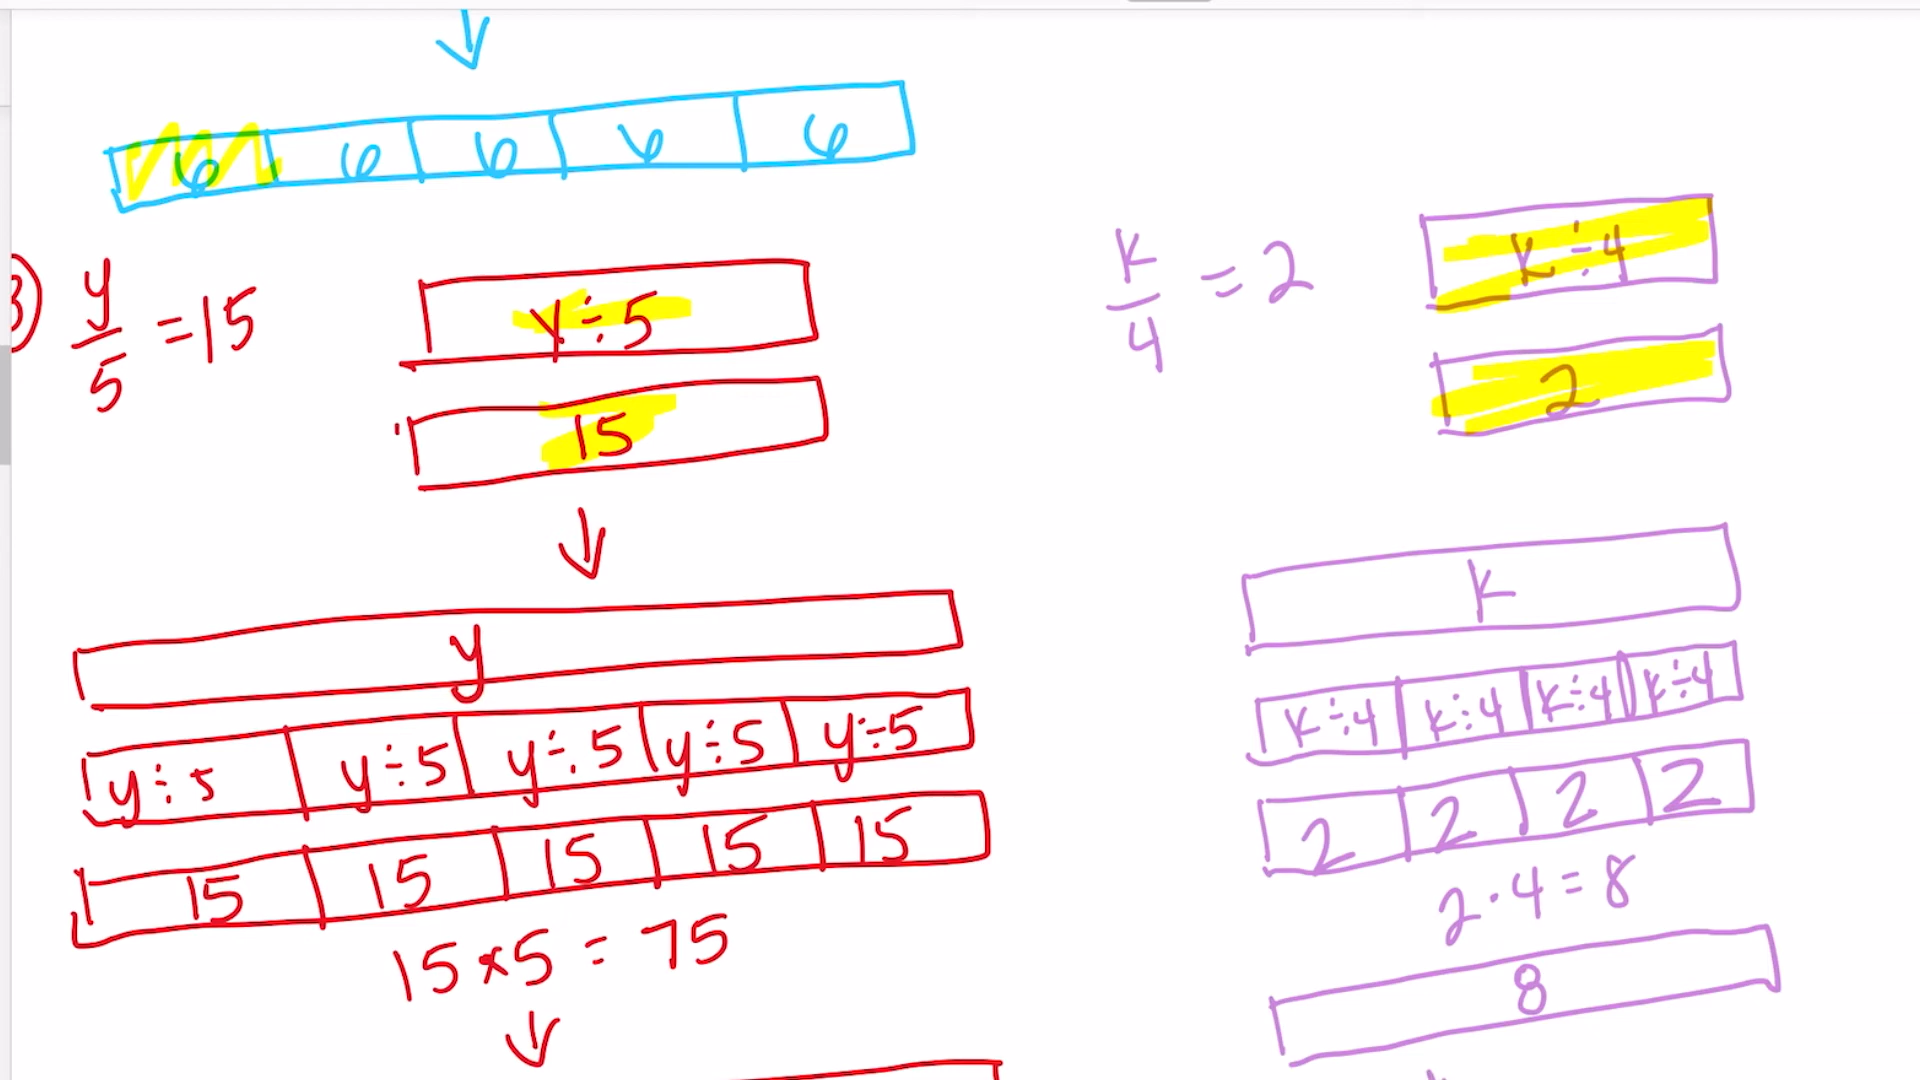 6 6 6 6 6
3) y/5 = 15
y ÷ 5
15
y
y ÷ 5 y ÷ 5 y ÷ 5 y ÷ 5 y ÷ 5
15 15 15 15 15
15 × 5 = 75
k/4 = 2
k ÷ 4
2
k
k ÷ 4 k ÷ 4 k ÷ 4 k ÷ 4
2 2 2 2
2 · 4 = 8
8